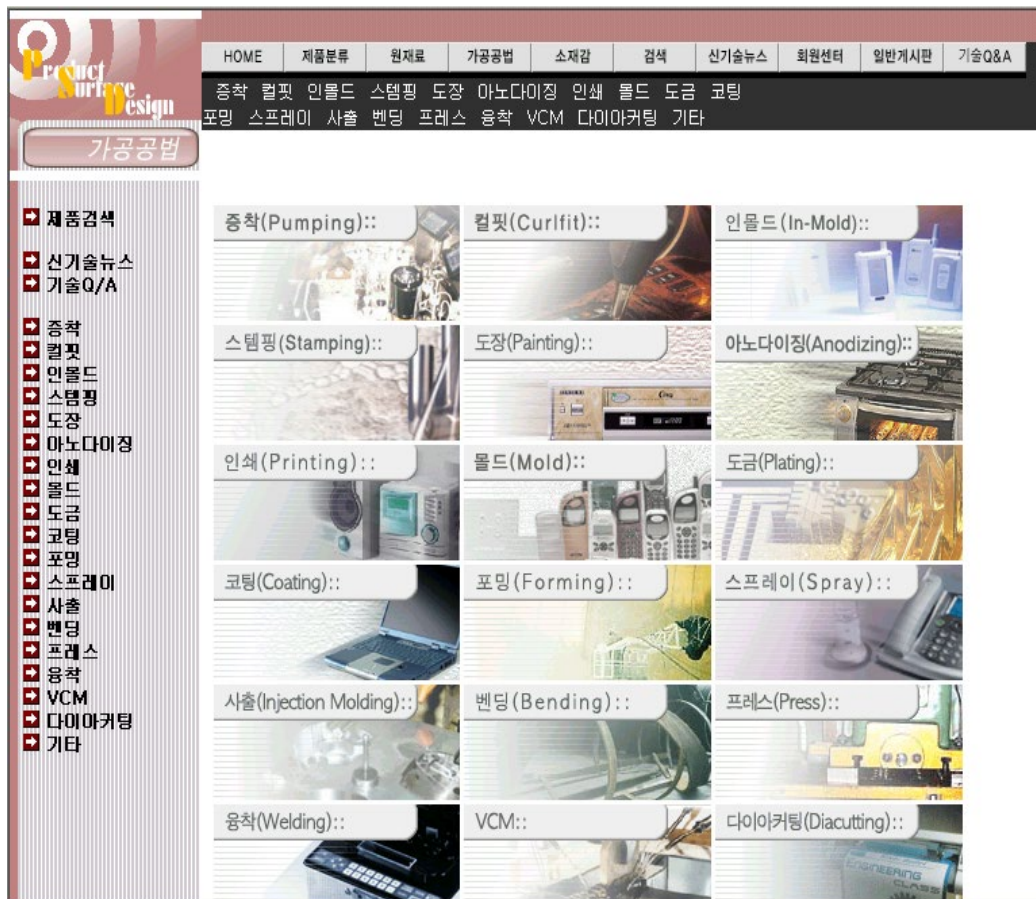 Product
Surface
Design
가공공법
HOME 제품분류 원재료 가공공법 소재감 검색 신기술뉴스 회원센터 일반게시판 기술Q&A
증착 컬핏 인몰드 스템핑 도장 아노다이징 인쇄 몰드 도금 코팅
포밍 스프레이 사출 벤딩 프레스 융착 VCM 다이아커팅 기타
제품검색
신기술뉴스
기술Q/A
증착
컬핏
인몰드
스템핑
도장
아노다이징
인쇄
몰드
도금
코팅
포밍
스프레이
사출
벤딩
프레스
융착
VCM
다이아커팅
기타
증착(Pumping)::
컬핏(Curlfit)::
인몰드(In-Mold)::
스템핑(Stamping)::
도장(Painting)::
아노다이징(Anodizing)::
인쇄(Printing)::
몰드(Mold)::
도금(Plating)::
코팅(Coating)::
포밍(Forming)::
스프레이(Spray)::
사출(Injection Molding)::
벤딩(Bending)::
프레스(Press)::
융착(Welding)::
VCM::
다이아커팅(Diacutting)::
ENGINEERING
CLASS